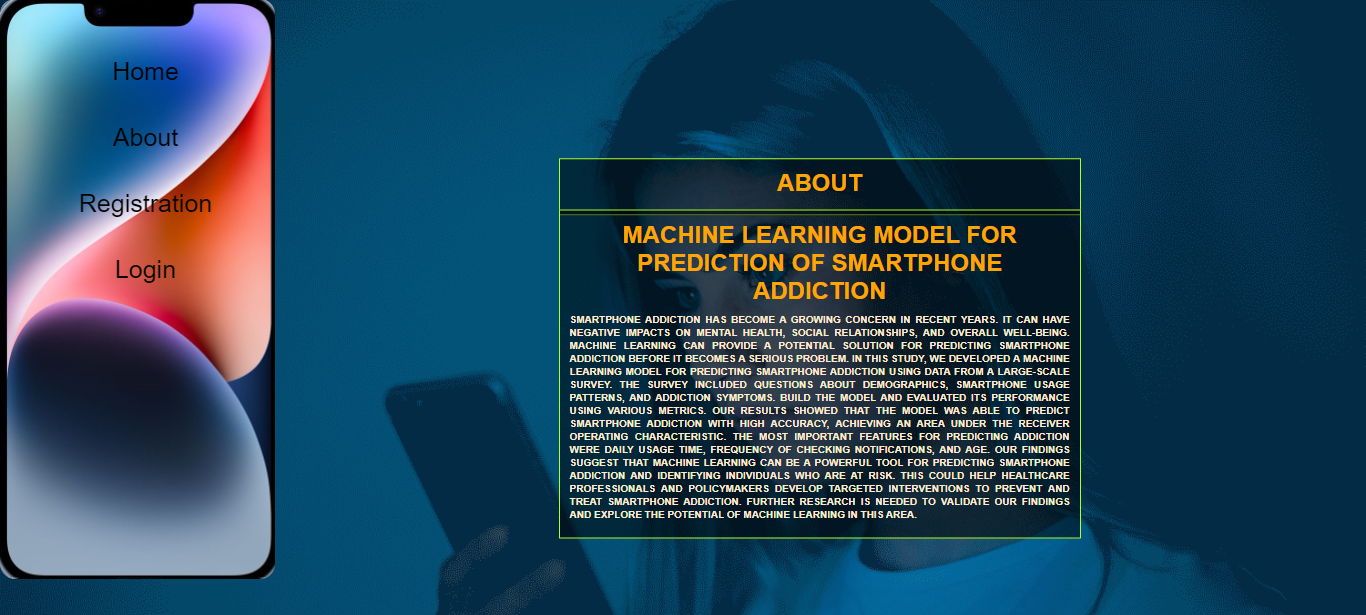 Home
About
Registration
Login
ABOUT
MACHINE LEARNING MODEL FOR
PREDICTION OF SMARTPHONE
ADDICTION
SMARTPHONE ADDICTION HAS BECOME A GROWING CONCERN IN RECENT YEARS. IT CAN HAVE
NEGATIVE IMPACTS ON MENTAL HEALTH, SOCIAL RELATIONSHIPS, AND OVERALL WELL-BEING.
MACHINE LEARNING CAN PROVIDE A POTENTIAL SOLUTION FOR PREDICTING SMARTPHONE
ADDICTION BEFORE IT BECOMES A SERIOUS PROBLEM. IN THIS STUDY, WE DEVELOPED A MACHINE
LEARNING MODEL FOR PREDICTING SMARTPHONE ADDICTION USING DATA FROM A LARGE-SCALE
SURVEY. THE SURVEY INCLUDED QUESTIONS ABOUT DEMOGRAPHICS, SMARTPHONE USAGE
PATTERNS, AND ADDICTION SYMPTOMS. BUILD THE MODEL AND EVALUATED ITS PERFORMANCE
USING VARIOUS METRICS. OUR RESULTS SHOWED THAT THE MODEL WAS ABLE TO PREDICT
SMARTPHONE ADDICTION WITH HIGH ACCURACY, ACHIEVING AN AREA UNDER THE RECEIVER
OPERATING CHARACTERISTIC. THE MOST IMPORTANT FEATURES FOR PREDICTING ADDICTION
WERE DAILY USAGE TIME, FREQUENCY OF CHECKING NOTIFICATIONS, AND AGE. OUR FINDINGS
SUGGEST THAT MACHINE LEARNING CAN BE A POWERFUL TOOL FOR PREDICTING SMARTPHONE
ADDICTION AND IDENTIFYING INDIVIDUALS WHO ARE AT RISK. THIS COULD HELP HEALTHCARE
PROFESSIONALS AND POLICYMAKERS DEVELOP TARGETED INTERVENTIONS TO PREVENT AND
TREAT SMARTPHONE ADDICTION. FURTHER RESEARCH IS NEEDED TO VALIDATE OUR FINDINGS
AND EXPLORE THE POTENTIAL OF MACHINE LEARNING IN THIS AREA.